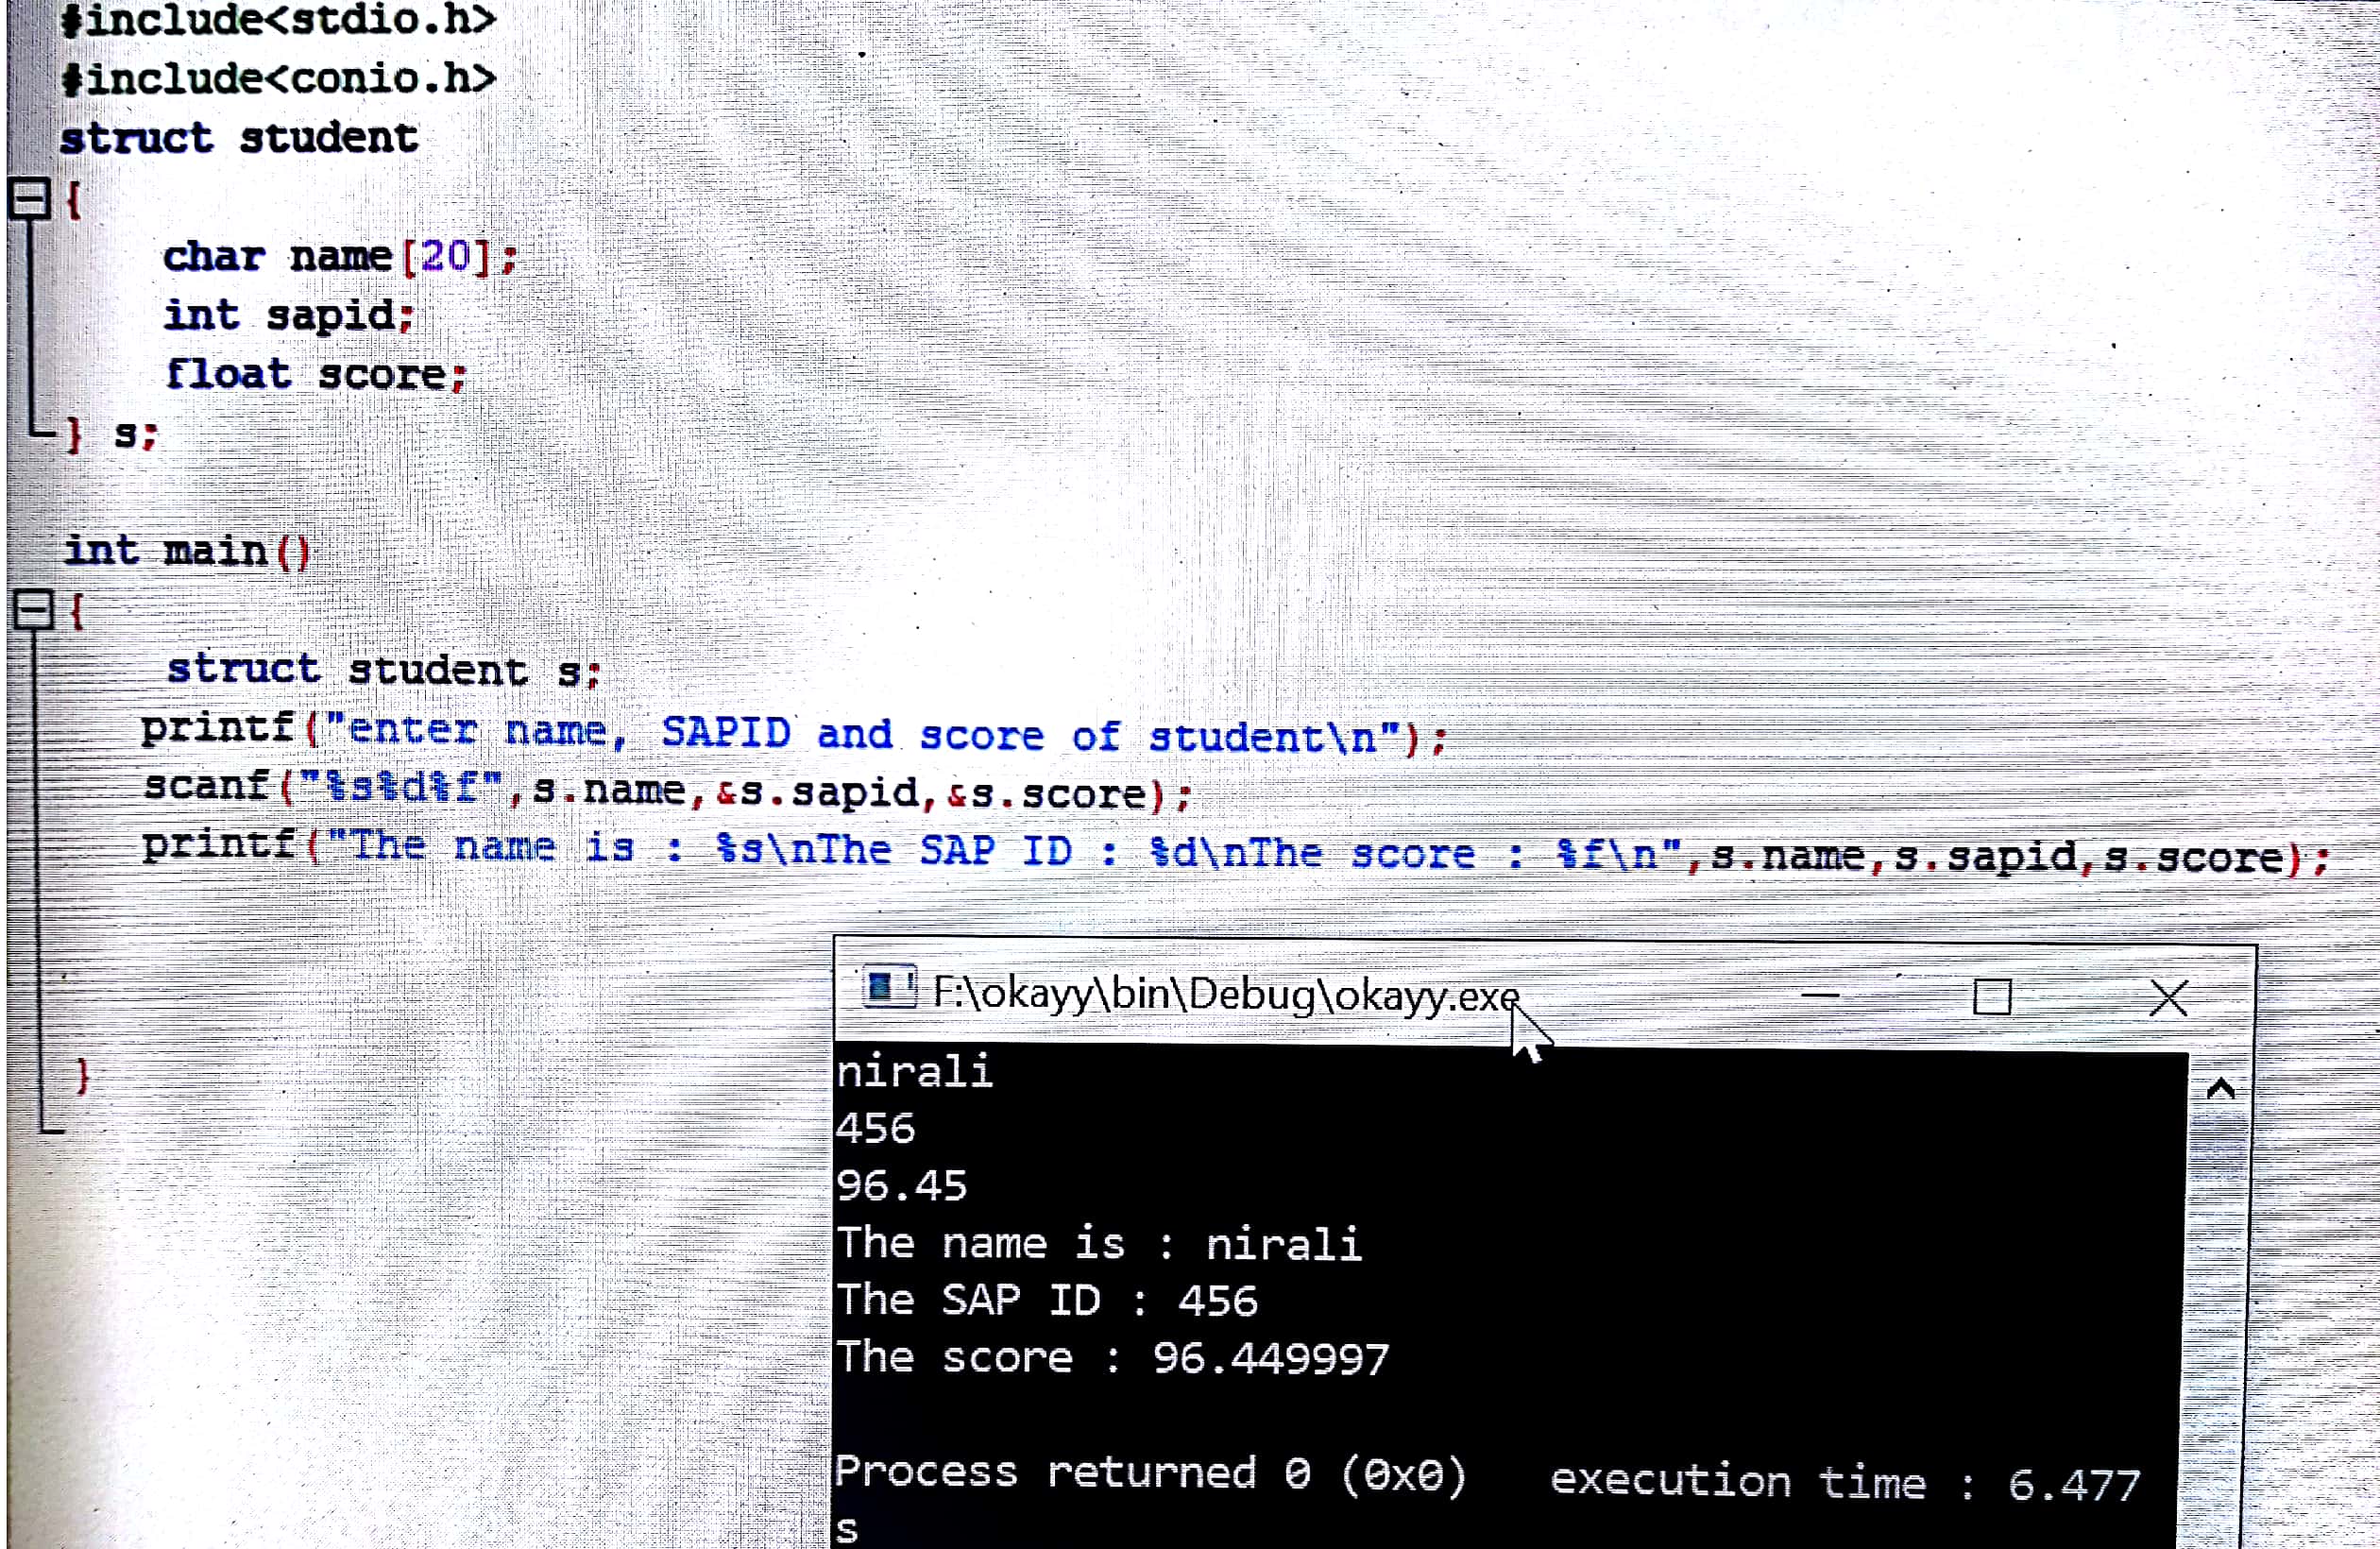 #include<stdio.h>
#include<conio.h>
struct student
{
char name[20];
int sapid;
float score;
} s;
int main()
{
struct student s;
printf("enter name, SAPID and score of student\n");
scanf("%s%d%f",s.name,&s.sapid,&s.score);
printf("The name is : %s\nThe SAP ID : %d\nThe score : %f\n",s.name,s.sapid,s.score);
}
F:\okayy\bin\Debug\okayy.exe
nirali
456
96.45
The name is : nirali
The SAP ID : 456
The score : 96.449997
Process returned 0 (0x0) execution time : 6.477
s